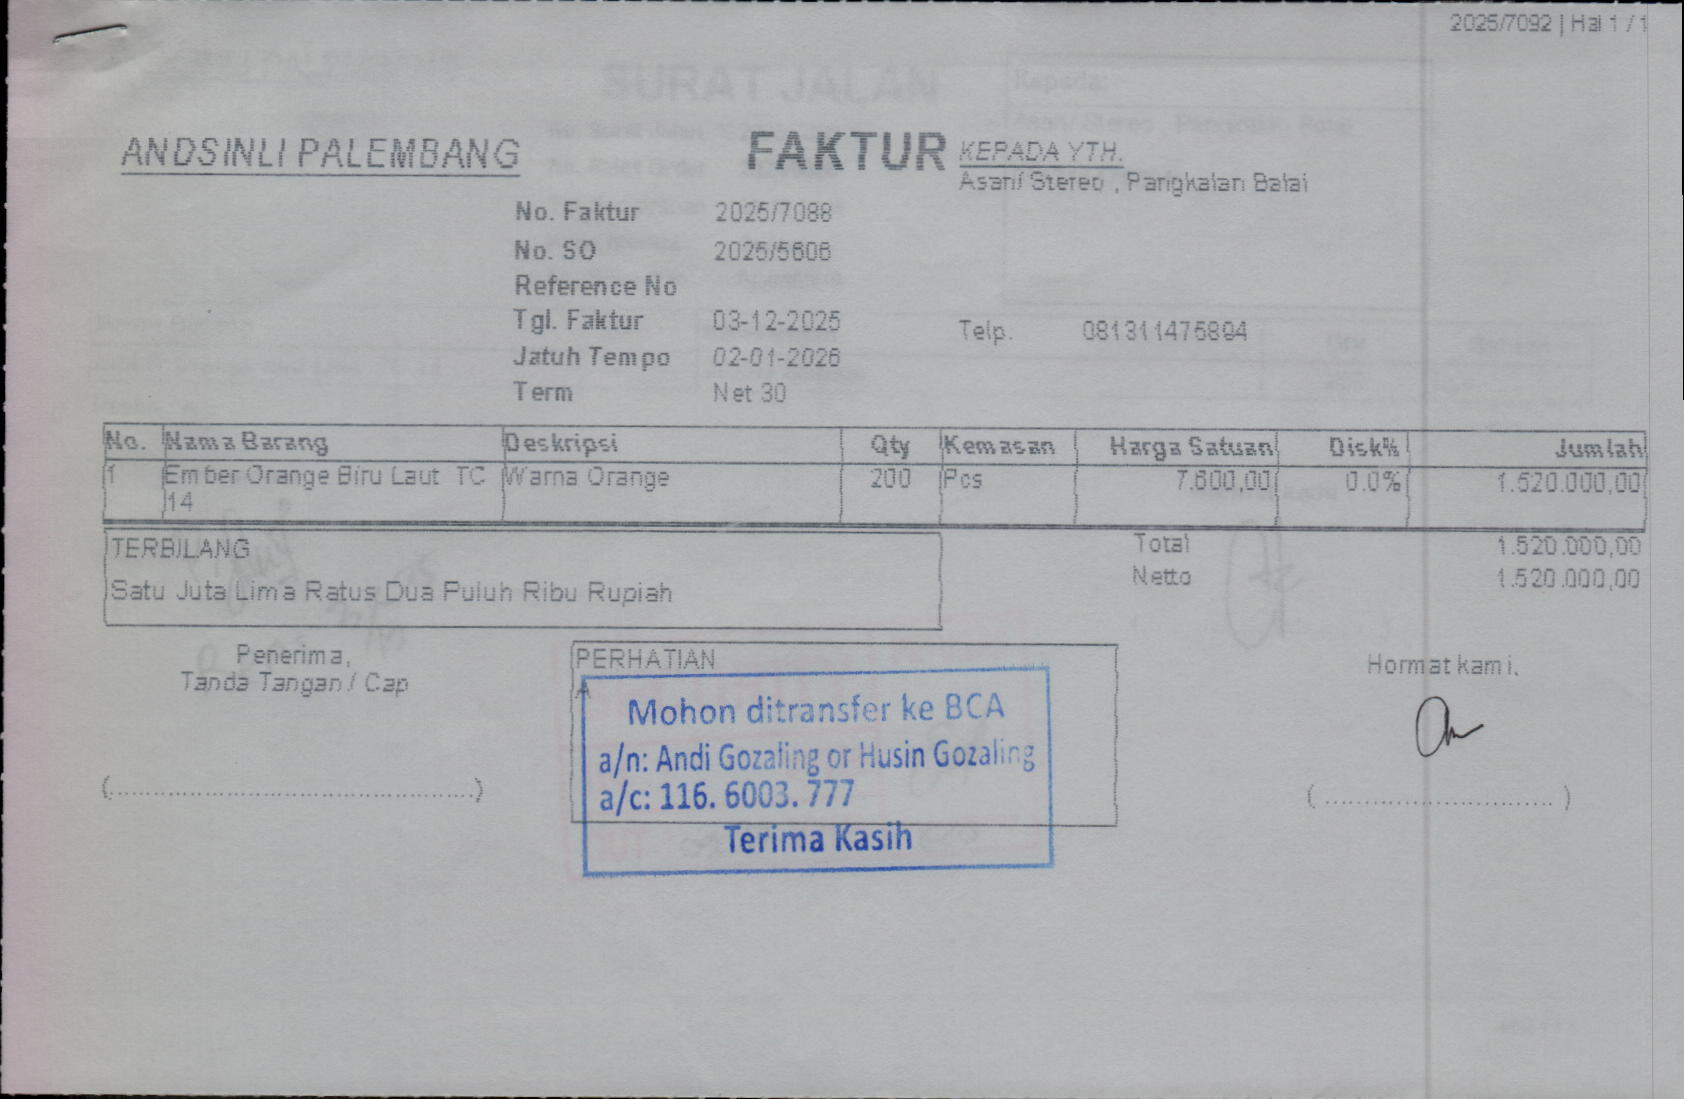 2025/7092 | Hal 1 / 1
ANDSINLI PALEMBANG
FAKTUR
KEPADA YTH.
Asani Stereo , Pangkalan Balai
No. Faktur 2025/7088
No. SO 2025/5606
Reference No
Tgl. Faktur 03-12-2025
Telp. 081311475894
Jatuh Tempo 02-01-2026
Term Net 30
No. Nama Barang Deskripsi Qty Kemasan Harga Satuan Disk% Jumlah
1 Ember Orange Biru Laut TC Warna Orange 200 Pcs 7.600,00 0.0% 1.520.000,00
14
TERBILANG
Satu Juta Lima Ratus Dua Puluh Ribu Rupiah
Total 1.520.000,00
Netto 1.520.000,00
Penerima,
Tanda Tangan / Cap
PERHATIAN
Mohon ditransfer ke BCA
a/n: Andi Gozaling or Husin Gozaling
a/c: 116. 6003. 777
Terima Kasih
Hormat kami,
SURAT JALAN
Kepada: